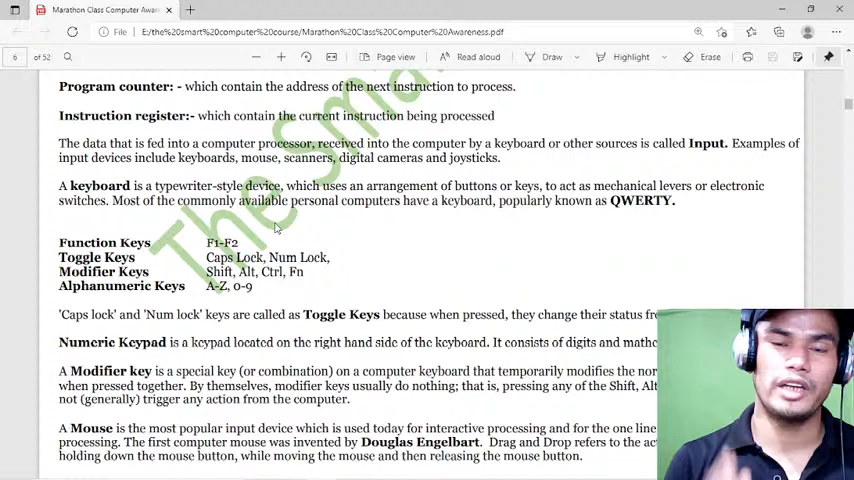 Marathon Class Computer Aware
File
E:/the%20smart%20computer%20course/Marathon%20Class%20Computer%20Awareness.pdf
6 of 52
Page view
Read aloud
Draw
Highlight
Erase
Program counter: - which contain the address of the next instruction to process.
Instruction register:- which contain the current instruction being processed
The data that is fed into a computer processor, received into the computer by a keyboard or other sources is called Input. Examples of
input devices include keyboards, mouse, scanners, digital cameras and joysticks.
A keyboard is a typewriter-style device, which uses an arrangement of buttons or keys, to act as mechanical levers or electronic
switches. Most of the commonly available personal computers have a keyboard, popularly known as QWERTY.
Function Keys F1-F2
Toggle Keys Caps Lock, Num Lock,
Modifier Keys Shift, Alt, Ctrl, Fn
Alphanumeric Keys A-Z, 0-9
'Caps lock' and 'Num lock' keys are called as Toggle Keys because when pressed, they change their status
Numeric Keypad is a keypad located on the right hand side of the keyboard. It consists of digits and
A Modifier key is a special key (or combination) on a computer keyboard that temporarily modifies the
when pressed together. By themselves, modifier keys usually do nothing; that is, pressing any of the Shift, Alt
not (generally) trigger any action from the computer.
A Mouse is the most popular input device which is used today for interactive processing and for the one line
processing. The first computer mouse was invented by Douglas Engelbart. Drag and Drop refers to the
holding down the mouse button, while moving the mouse and then releasing the mouse button.
The Smar